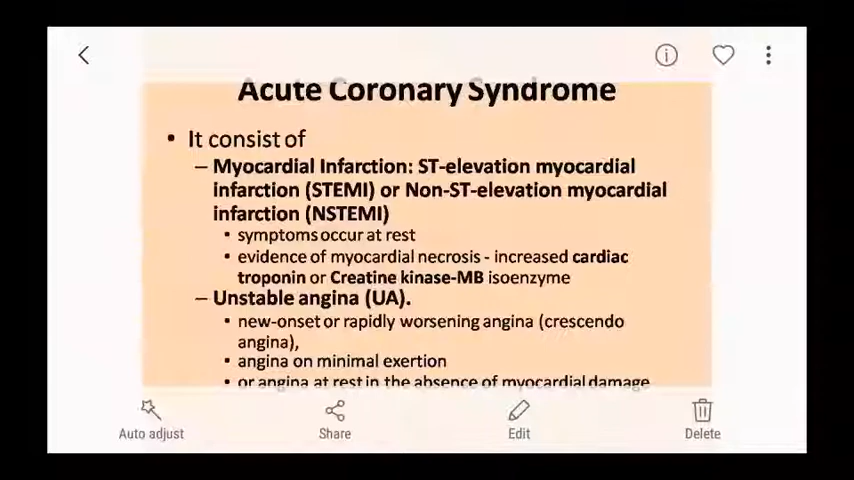 Acute Coronary Syndrome
• It consist of
– Myocardial Infarction: ST-elevation myocardial
infarction (STEMI) or Non-ST-elevation myocardial
infarction (NSTEMI)
• symptoms occur at rest
• evidence of myocardial necrosis - increased cardiac
troponin or Creatine kinase-MB isoenzyme
– Unstable angina (UA).
• new-onset or rapidly worsening angina (crescendo
angina),
• angina on minimal exertion
• or angina at rest in the absence of myocardial damage
Auto adjust
Share
Edit
Delete